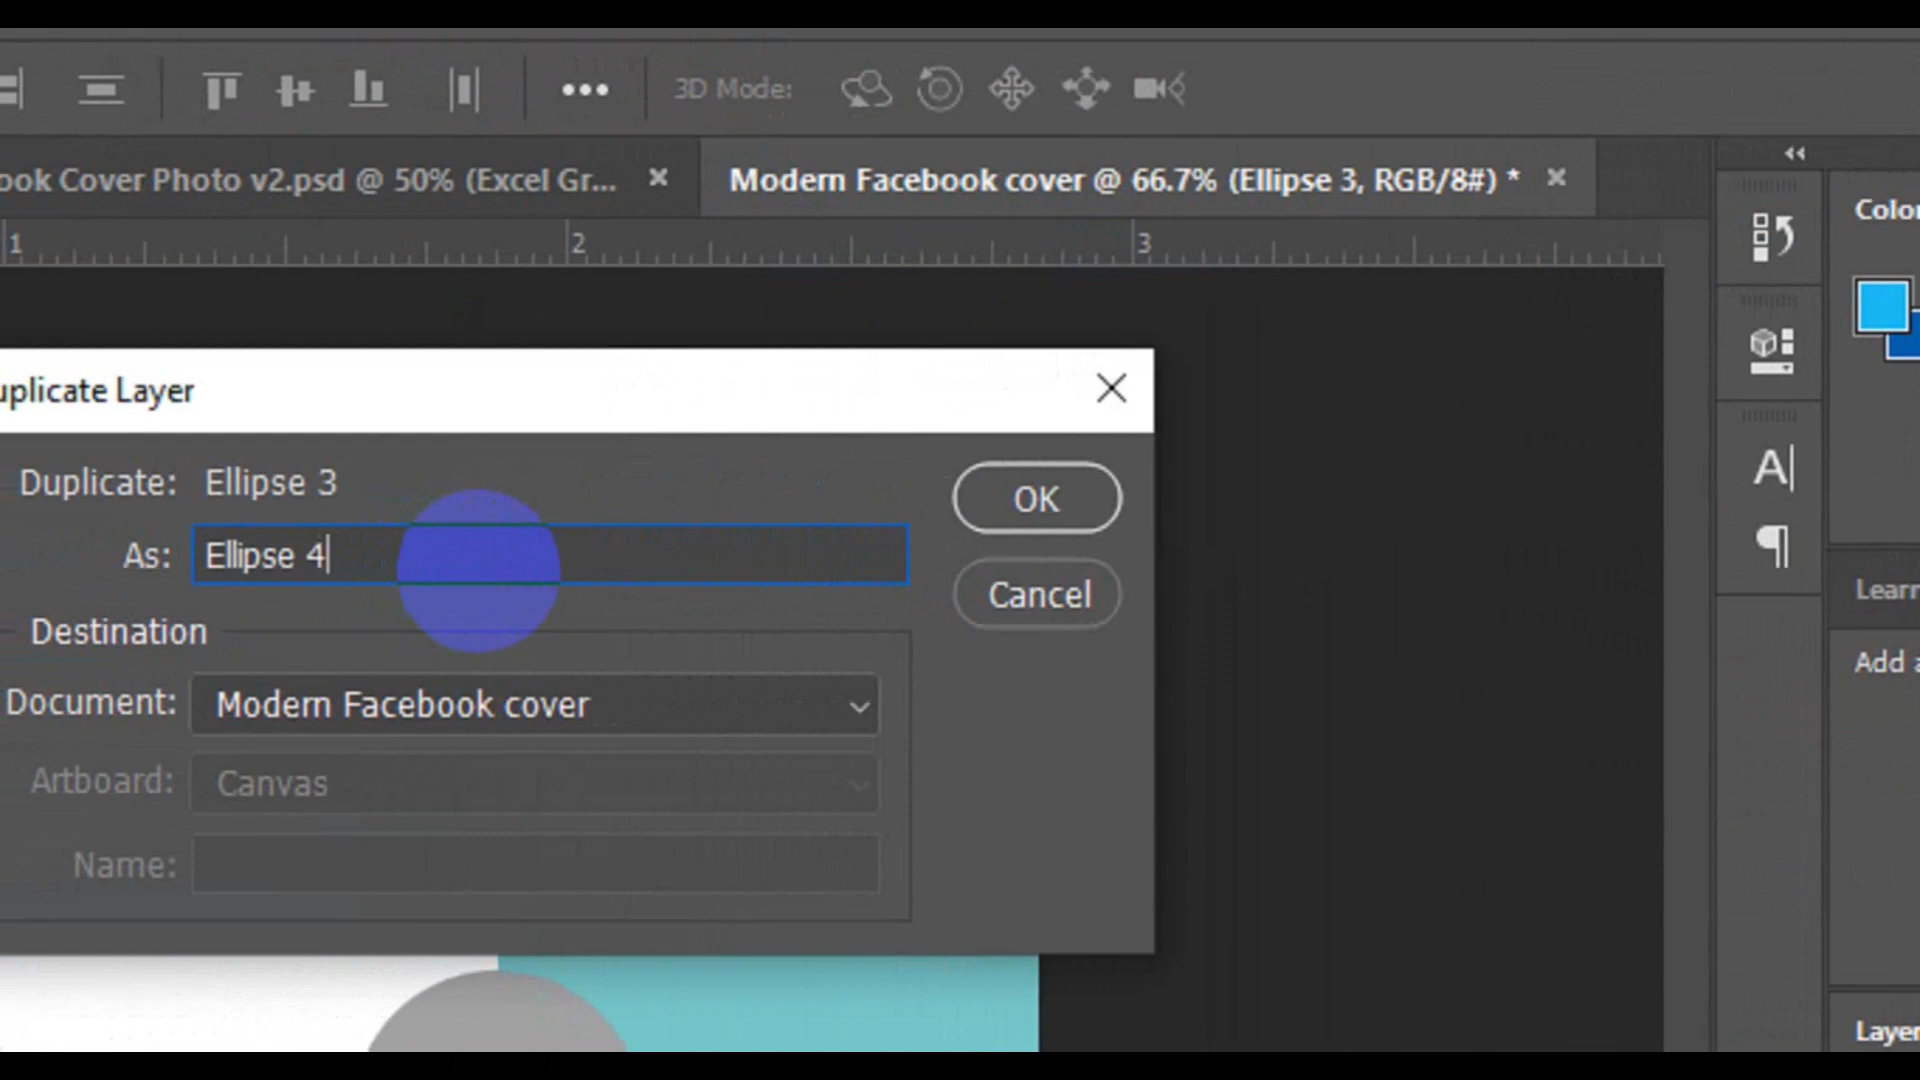 3D Mode:
ook Cover Photo v2.psd @ 50% (Excel Gr... ×
Modern Facebook cover @ 66.7% (Ellipse 3, RGB/8#) * ×
1 2 3
Color
uplicate Layer
Duplicate: Ellipse 3
OK
As: Ellipse 4
Cancel
Destination
Learn
Document: Modern Facebook cover
Add a
Artboard: Canvas
Name:
Layer